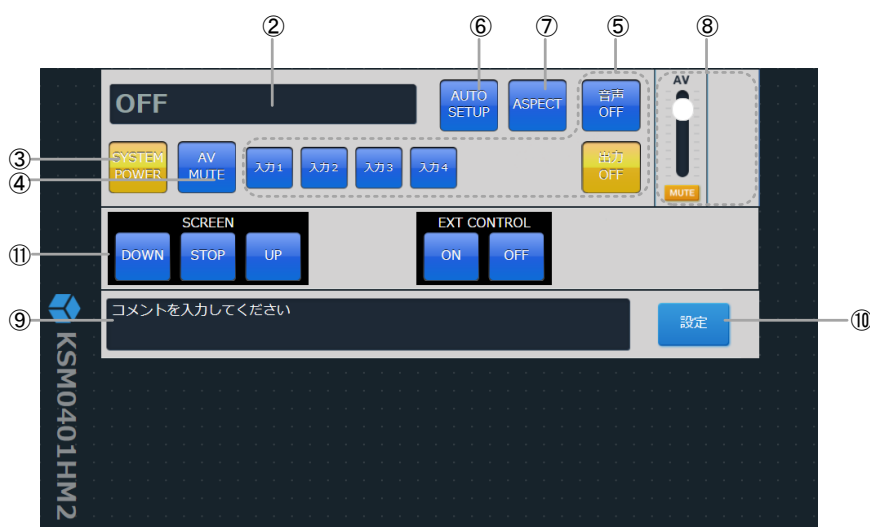 ② ⑥ ⑦ ⑤ ⑧
OFF
AUTO
SETUP
ASPECT
音声
OFF
AV
③
SYSTEM
POWER
④
AV
MUTE
入力1
入力2
入力3
入力4
出力
OFF
MUTE
⑪
SCREEN
DOWN STOP UP
EXT CONTROL
ON OFF
⑨
コメントを入力してください
設定
⑩
KSM0401HM2